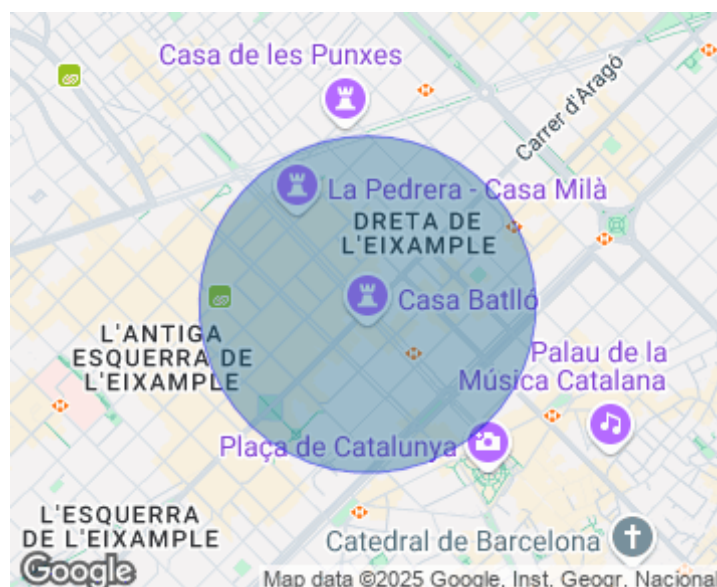 Casa de les Punxes
Carrer d'Aragó
La Pedrera - Casa Milà
DRETA DE
L'EIXAMPLE
Casa Batlló
L'ANTIGA
ESQUERRA DE
L'EIXAMPLE
Palau de la
Música Catalana
Plaça de Catalunya
L'ESQUERRA
DE L'EIXAMPLE
Catedral de Barcelona
Google
Map data ©2025 Google, Inst. Geogr. Nacional